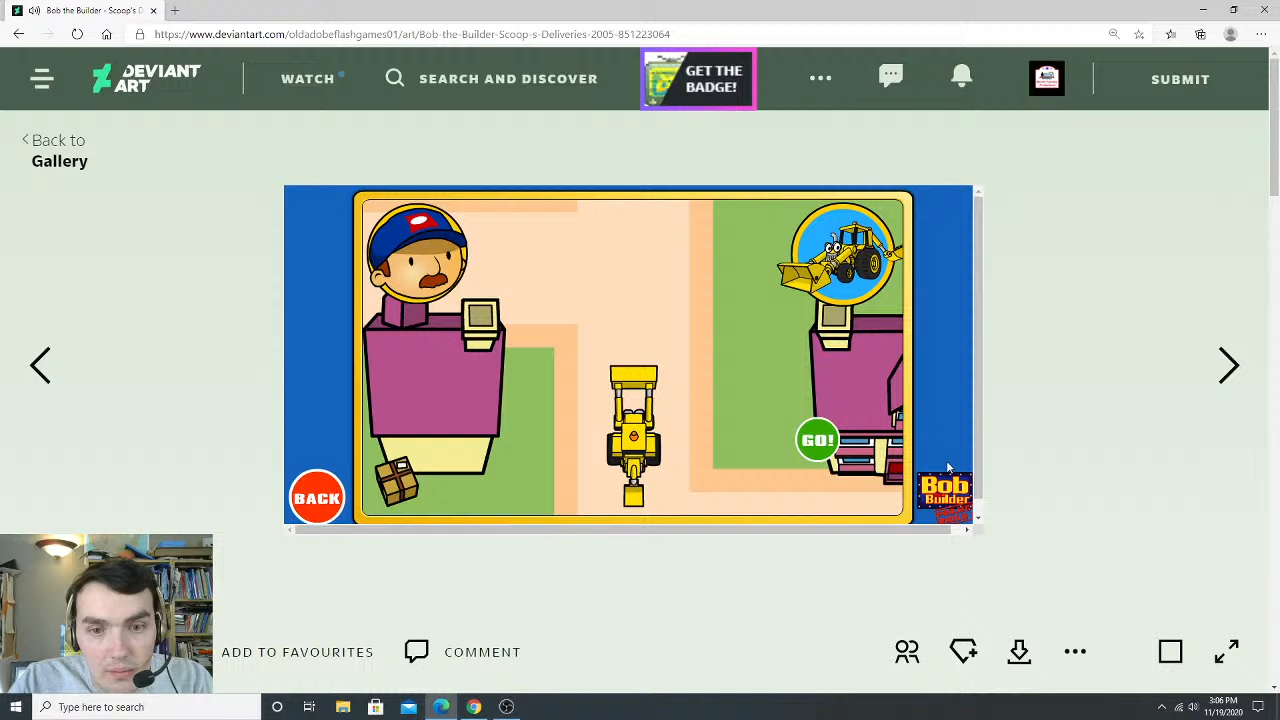 Bob the Builder - Scoop's D
https://www.deviantart.com/oldadobeflashgames01/art/Bob-the-Builder-Scoop-s-Deliveries-2005-851223064
DEVIANT
ART
WATCH
SEARCH AND DISCOVER
GET THE
BADGE!
SUBMIT
Back to
Gallery
GO!
BACK
Bob
Builder
ADD TO FAVOURITES
COMMENT
Type here to search
3:06 PM
11/19/2020